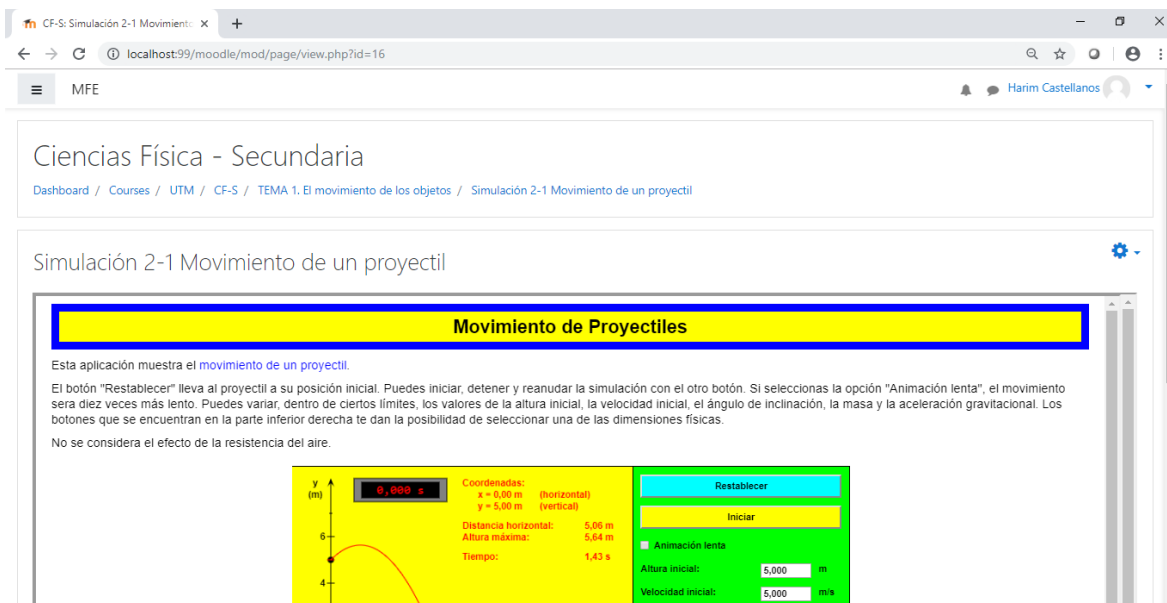 CF-S: Simulación 2-1 Movimiento
localhost:99/moodle/mod/page/view.php?id=16
MFE
Harim Castellanos
Ciencias Física - Secundaria
Dashboard / Courses / UTM / CF-S / TEMA 1. El movimiento de los objetos / Simulación 2-1 Movimiento de un proyectil
Simulación 2-1 Movimiento de un proyectil
Movimiento de Proyectiles
Esta aplicación muestra el movimiento de un proyectil.
El botón "Restablecer" lleva al proyectil a su posición inicial. Puedes iniciar, detener y reanudar la simulación con el otro botón. Si seleccionas la opción "Animación lenta", el movimiento
sera diez veces más lento. Puedes variar, dentro de ciertos límites, los valores de la altura inicial, la velocidad inicial, el ángulo de inclinación, la masa y la aceleración gravitacional. Los
botones que se encuentran en la parte inferior derecha te dan la posibilidad de seleccionar una de las dimensiones físicas.
No se considera el efecto de la resistencia del aire.
y
(m)
6
4
0,000 s
Coordenadas:
x = 0,00 m (horizontal)
y = 5,00 m (vertical)
Distancia horizontal: 5,06 m
Altura máxima: 5,64 m
Tiempo: 1,43 s
Restablecer
Iniciar
Animación lenta
Altura inicial: 5,000 m
Velocidad inicial: 5,000 m/s